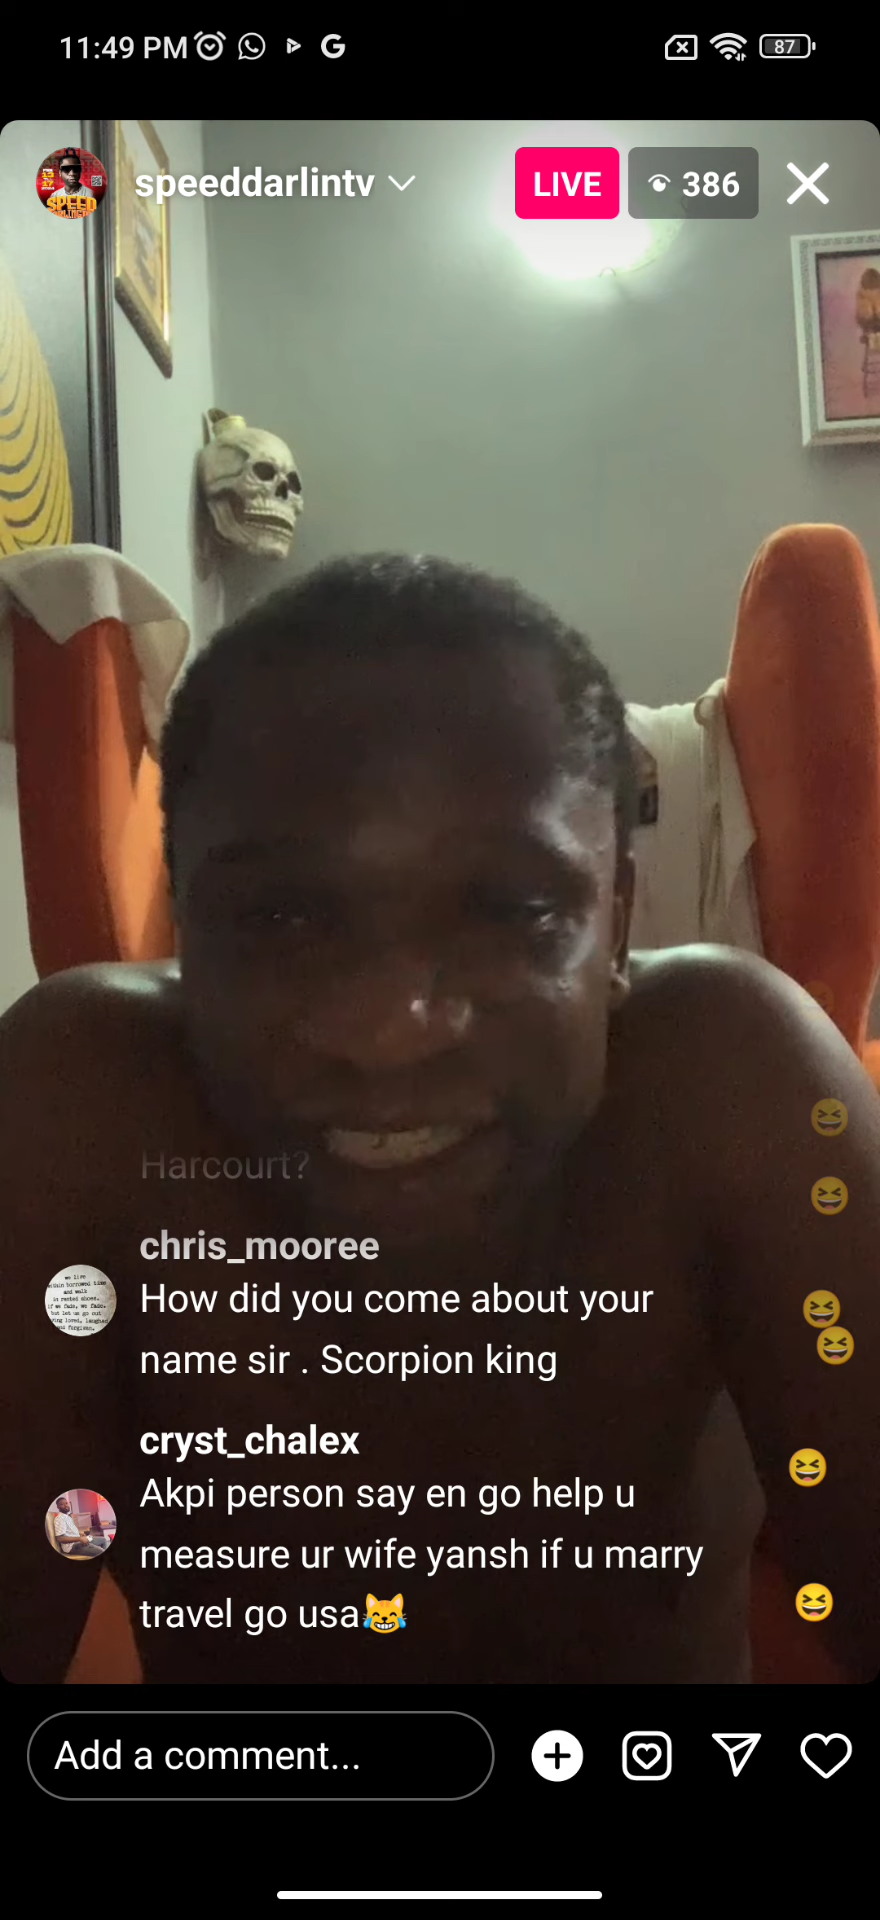 11:49 PM
87
speeddarlintv
LIVE
386
SPEED
Harcourt?
chris_mooree
How did you come about your
name sir . Scorpion king
cryst_chalex
Akpi person say en go help u
measure ur wife yansh if u marry
travel go usa😹
Add a comment...